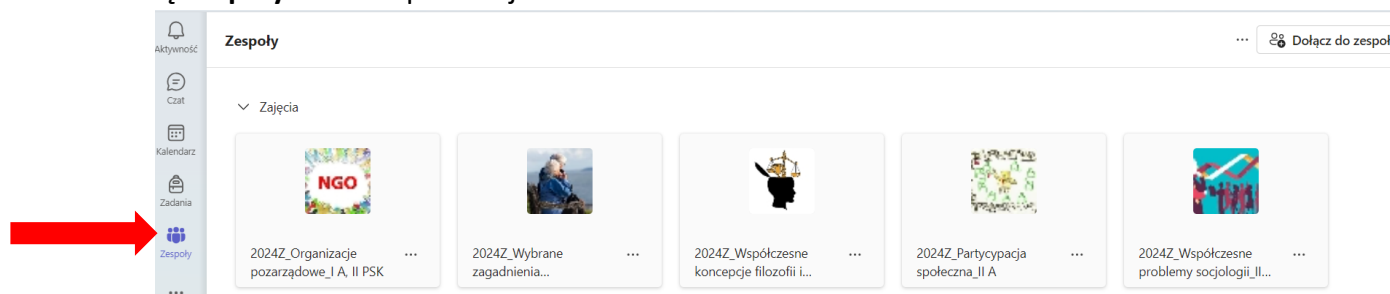 Aktywność
Zespoły
Dołącz do zespoł
Czat
Zajęcia
Kalendarz
NGO
Zadania
Zespoły
2024Z_Organizacje
pozarządowe_I A, II PSK
2024Z_Wybrane
zagadnienia...
2024Z_Współczesne
koncepcje filozofii i...
2024Z_Partycypacja
społeczna_II A
2024Z_Współczesne
problemy socjologii_II...